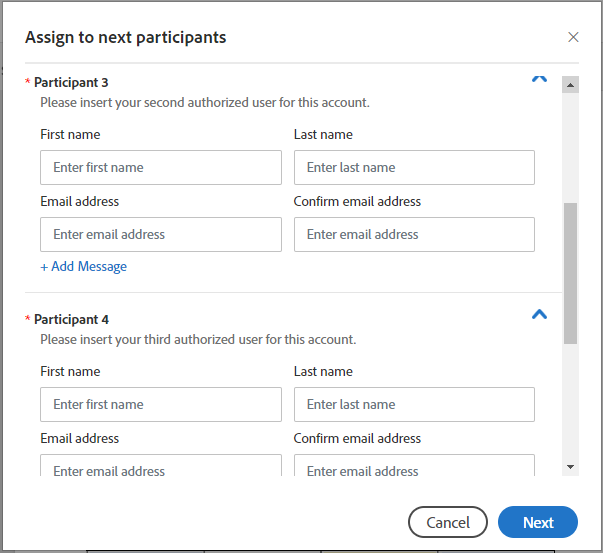 Assign to next participants
* Participant 3
Please insert your second authorized user for this account.
First name Last name
Enter first name Enter last name
Email address Confirm email address
Enter email address Enter email address
+ Add Message
* Participant 4
Please insert your third authorized user for this account.
First name Last name
Enter first name Enter last name
Email address Confirm email address
Enter email address Enter email address
Cancel Next